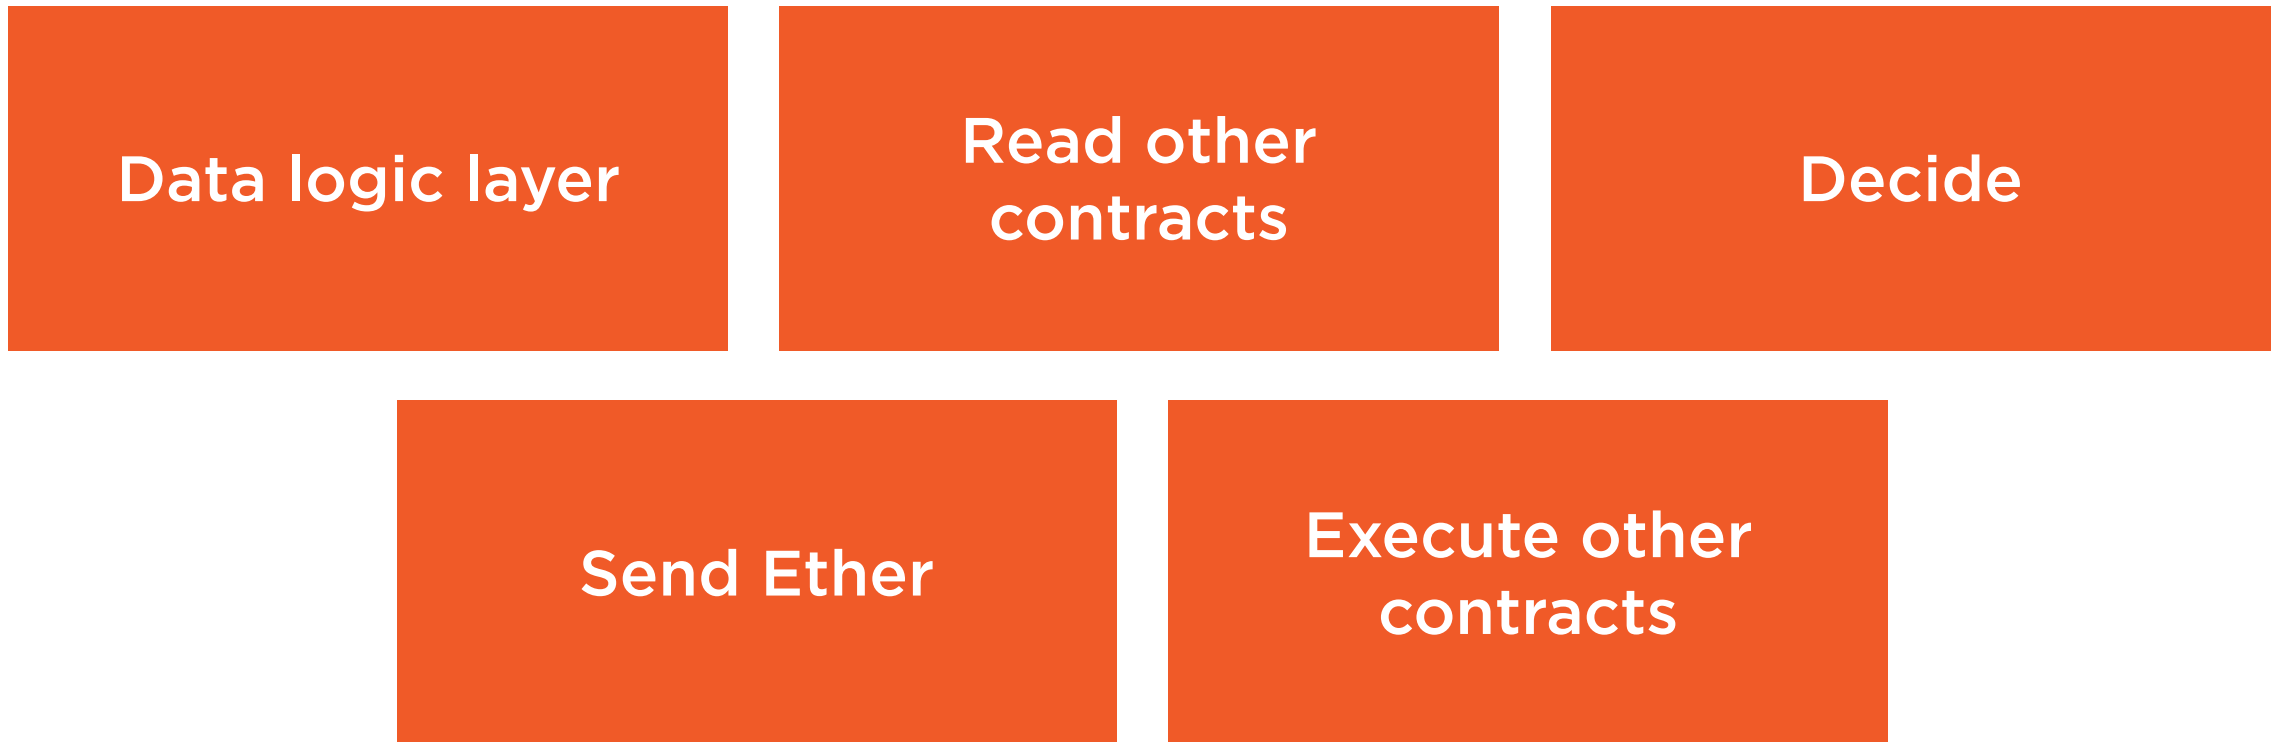 Data logic layer
Read other
contracts
Decide
Send Ether
Execute other
contracts